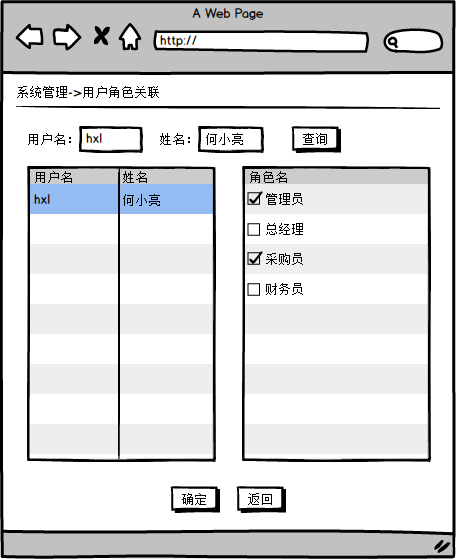 A Web Page
http://
系统管理->用户角色关联
用户名: hxl 姓名: 何小亮 查询
用户名 姓名 角色名
hxl 何小亮 管理员
总经理
采购员
财务员
确定 返回